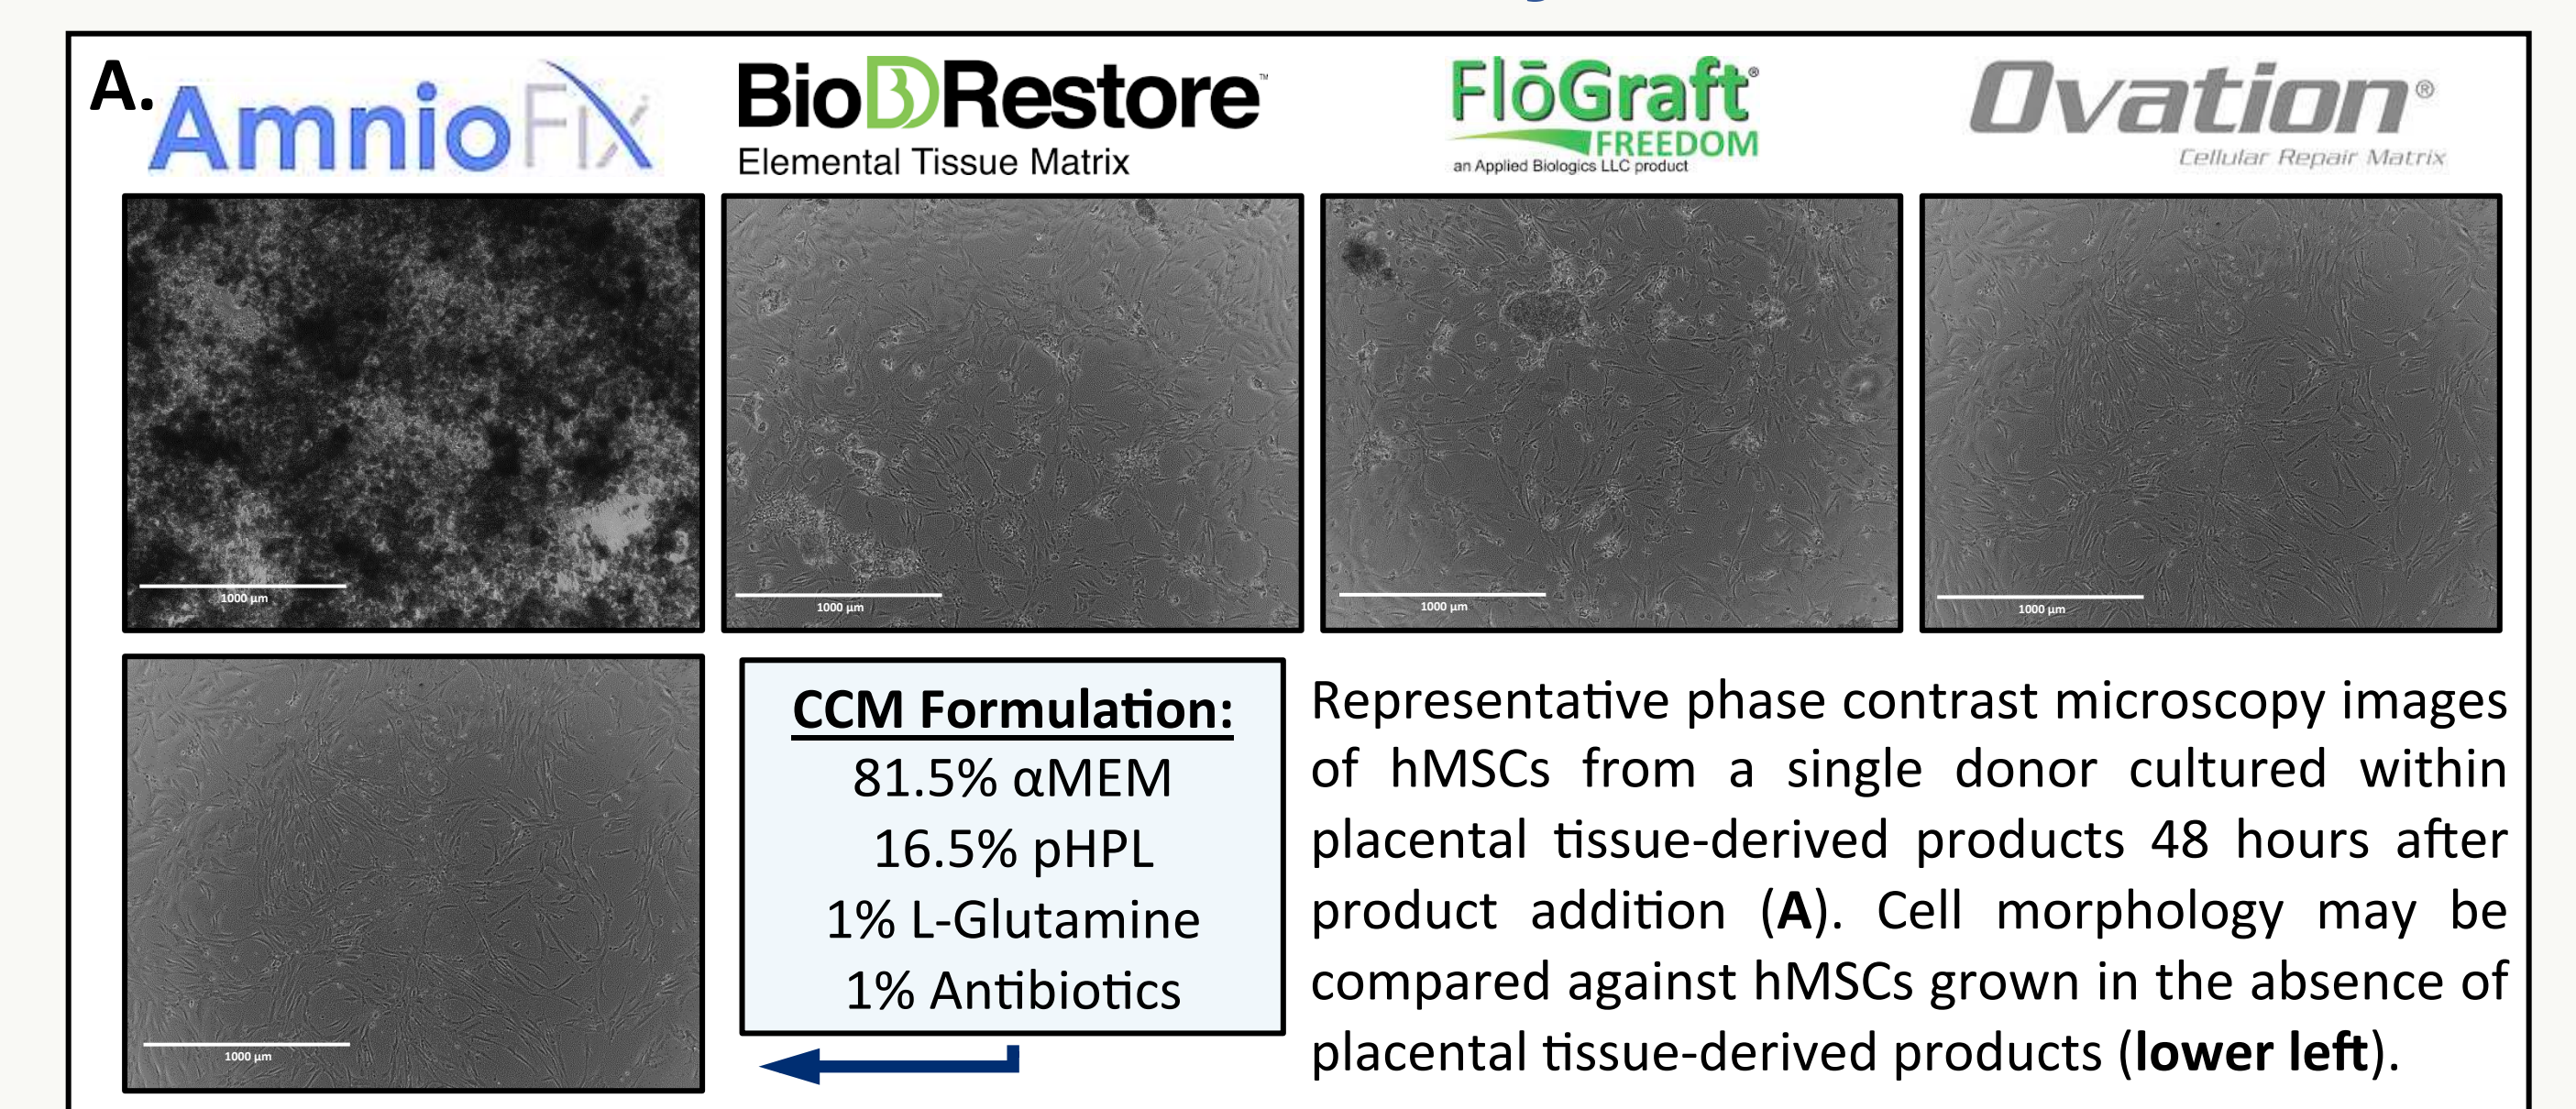 A.
AmnioFix
BioDRestore™
Elemental Tissue Matrix
FlōGraft®
FREEDOM
an Applied Biologics LLC product
Ovation®
Cellular Repair Matrix
1000 µm
1000 µm
1000 µm
1000 µm
1000 µm
CCM Formulation:
81.5% αMEM
16.5% pHPL
1% L-Glutamine
1% Antibiotics
Representative phase contrast microscopy images
of hMSCs from a single donor cultured within
placental tissue-derived products 48 hours after
product addition (A). Cell morphology may be
compared against hMSCs grown in the absence of
placental tissue-derived products (lower left).